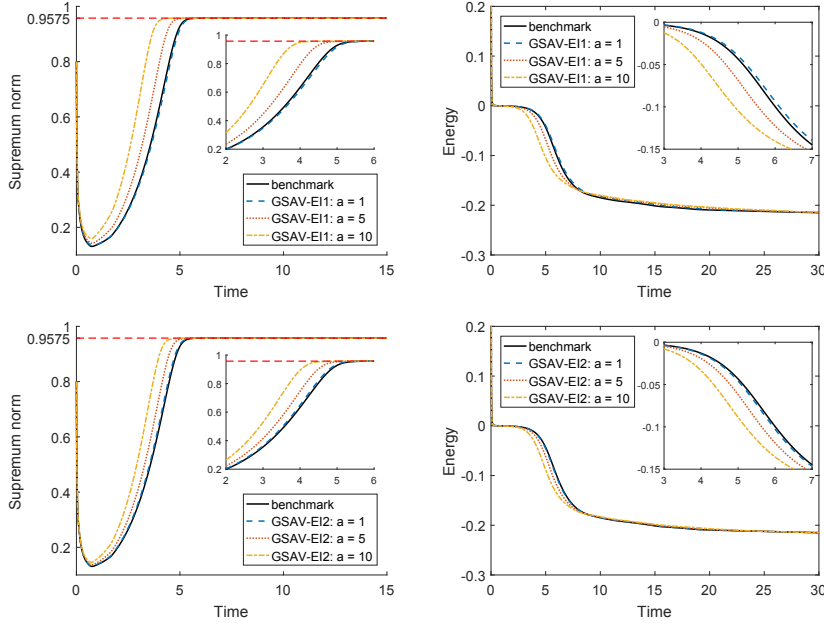 1
0.9575
0.8
0.6
0.4
0.2
Supremum norm
0 5 10 15
Time
1
0.8
0.6
0.4
0.2
2 3 4 5 6
benchmark
GSAV-EI1: a = 1
GSAV-EI1: a = 5
GSAV-EI1: a = 10
0.2
0.1
0
-0.1
-0.2
-0.3
Energy
0 5 10 15 20 25 30
Time
benchmark
GSAV-EI1: a = 1
GSAV-EI1: a = 5
GSAV-EI1: a = 10
0
-0.05
-0.1
-0.15
3 4 5 6 7
1
0.9575
0.8
0.6
0.4
0.2
Supremum norm
0 5 10 15
Time
1
0.8
0.6
0.4
0.2
2 3 4 5 6
benchmark
GSAV-EI2: a = 1
GSAV-EI2: a = 5
GSAV-EI2: a = 10
0.2
0.1
0
-0.1
-0.2
-0.3
Energy
0 5 10 15 20 25 30
Time
benchmark
GSAV-EI2: a = 1
GSAV-EI2: a = 5
GSAV-EI2: a = 10
0
-0.05
-0.1
-0.15
3 4 5 6 7